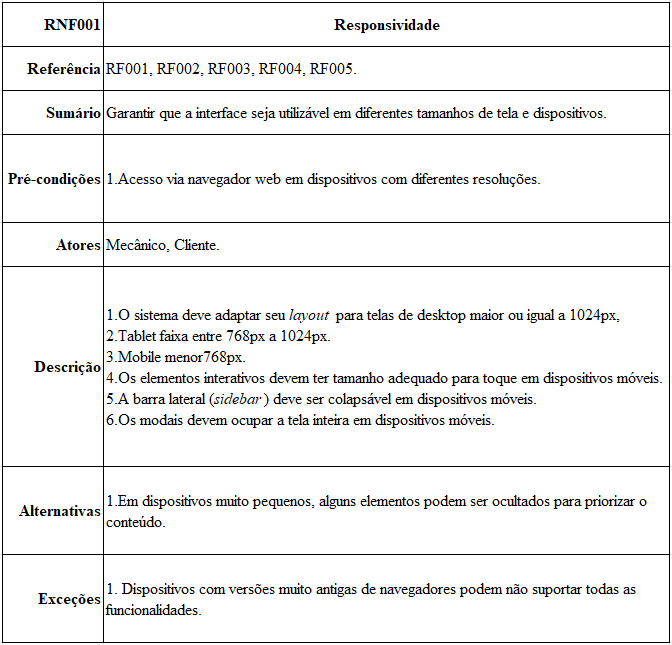 RNF001 Responsividade
Referência RF001, RF002, RF003, RF004, RF005.
Sumário Garantir que a interface seja utilizável em diferentes tamanhos de tela e dispositivos.
Pré-condições 1.Acesso via navegador web em dispositivos com diferentes resoluções.
Atores Mecânico, Cliente.
Descrição
1.O sistema deve adaptar seu layout para telas de desktop maior ou igual a 1024px,
2.Tablet faixa entre 768px a 1024px.
3.Mobile menor768px.
4.Os elementos interativos devem ter tamanho adequado para toque em dispositivos móveis.
5.A barra lateral (sidebar) deve ser colapsável em dispositivos móveis.
6.Os modais devem ocupar a tela inteira em dispositivos móveis.
Alternativas
1.Em dispositivos muito pequenos, alguns elementos podem ser ocultados para priorizar o
conteúdo.
Exceções
1. Dispositivos com versões muito antigas de navegadores podem não suportar todas as
funcionalidades.